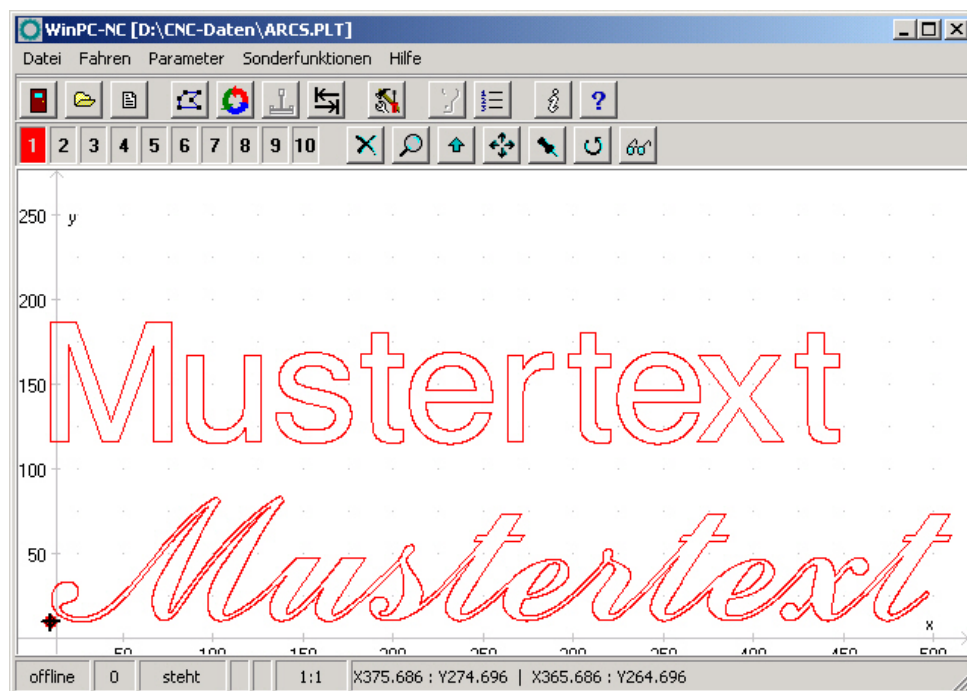 WinPC-NC [D:\CNC-Daten\ARCS.PLT]
Datei Fahren Parameter Sonderfunktionen Hilfe
1 2 3 4 5 6 7 8 9 10
250 y
200
Mustertext
150
100
Mustertext
50
x
50 100 150 200 250 300 350 400 450 500
offline 0 steht 1:1 X375.686 : Y274.696 | X365.686 : Y264.696